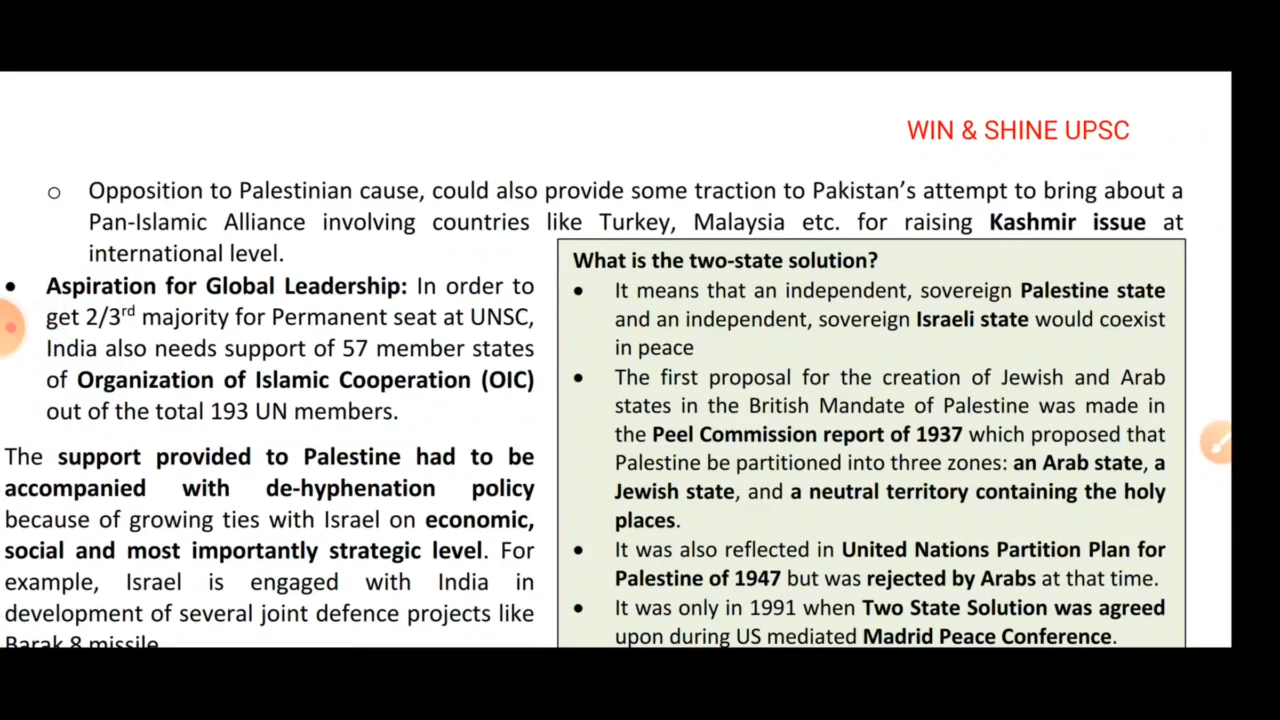 WIN & SHINE UPSC
o Opposition to Palestinian cause, could also provide some traction to Pakistan’s attempt to bring about a
Pan-Islamic Alliance involving countries like Turkey, Malaysia etc. for raising Kashmir issue at
international level.
• Aspiration for Global Leadership: In order to
get 2/3rd majority for Permanent seat at UNSC,
India also needs support of 57 member states
of Organization of Islamic Cooperation (OIC)
out of the total 193 UN members.
The support provided to Palestine had to be
accompanied with de-hyphenation policy
because of growing ties with Israel on economic,
social and most importantly strategic level. For
example, Israel is engaged with India in
development of several joint defence projects like
Barak 8 missile.
What is the two-state solution?
• It means that an independent, sovereign Palestine state
and an independent, sovereign Israeli state would coexist
in peace
• The first proposal for the creation of Jewish and Arab
states in the British Mandate of Palestine was made in
the Peel Commission report of 1937 which proposed that
Palestine be partitioned into three zones: an Arab state, a
Jewish state, and a neutral territory containing the holy
places.
• It was also reflected in United Nations Partition Plan for
Palestine of 1947 but was rejected by Arabs at that time.
• It was only in 1991 when Two State Solution was agreed
upon during US mediated Madrid Peace Conference.